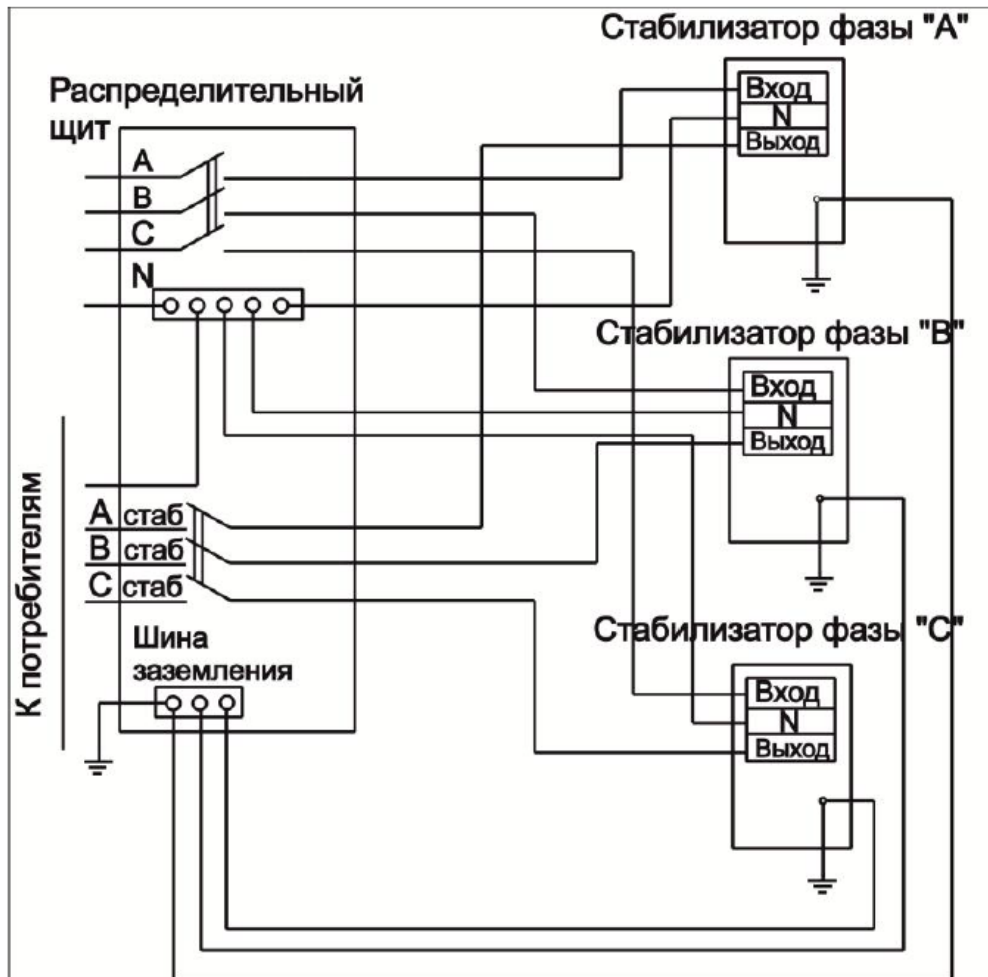 Стабилизатор фазы "А"
Вход
N
Выход
Распределительный
щит
А
В
С
N
Стабилизатор фазы "В"
Вход
N
Выход
К потребителям
А стаб
В стаб
С стаб
Шина
заземления
Стабилизатор фазы "С"
Вход
N
Выход